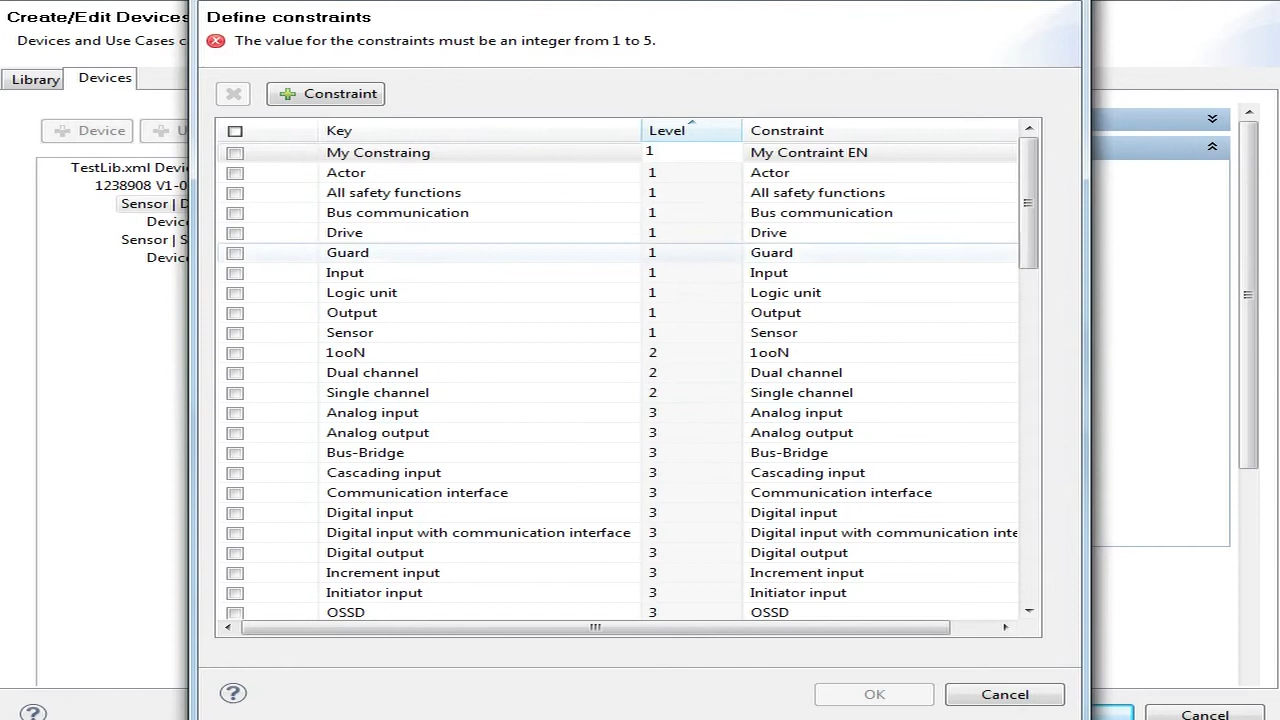 Create/Edit Devices
Devices and Use Cases c
Library
Devices
Device
U
TestLib.xml Devi
1238908 V1-0
Sensor | D
Devic
Sensor | S
Devic
Define constraints
The value for the constraints must be an integer from 1 to 5.
Constraint
Key Level Constraint
My Constraing 1 My Contraint EN
Actor 1 Actor
All safety functions 1 All safety functions
Bus communication 1 Bus communication
Drive 1 Drive
Guard 1 Guard
Input 1 Input
Logic unit 1 Logic unit
Output 1 Output
Sensor 1 Sensor
1ooN 2 1ooN
Dual channel 2 Dual channel
Single channel 2 Single channel
Analog input 3 Analog input
Analog output 3 Analog output
Bus-Bridge 3 Bus-Bridge
Cascading input 3 Cascading input
Communication interface 3 Communication interface
Digital input 3 Digital input
Digital input with communication interface 3 Digital input with communication inte
Digital output 3 Digital output
Increment input 3 Increment input
Initiator input 3 Initiator input
OSSD 3 OSSD
? OK Cancel
? Cancel